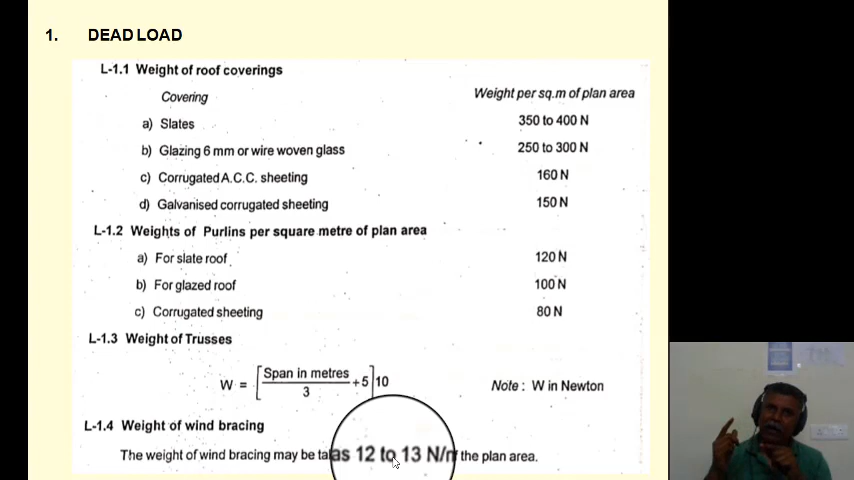 1. DEAD LOAD
L-1.1 Weight of roof coverings
Covering Weight per sq.m of plan area
a) Slates 350 to 400 N
b) Glazing 6 mm or wire woven glass 250 to 300 N
c) Corrugated A.C.C. sheeting 160 N
d) Galvanised corrugated sheeting 150 N
L-1.2 Weights of Purlins per square metre of plan area
a) For slate roof 120 N
b) For glazed roof 100 N
c) Corrugated sheeting 80 N
L-1.3 Weight of Trusses
W = [Span in metres / 3 + 5] 10 Note : W in Newton
L-1.4 Weight of wind bracing
The weight of wind bracing may be as 12 to 13 the plan area.